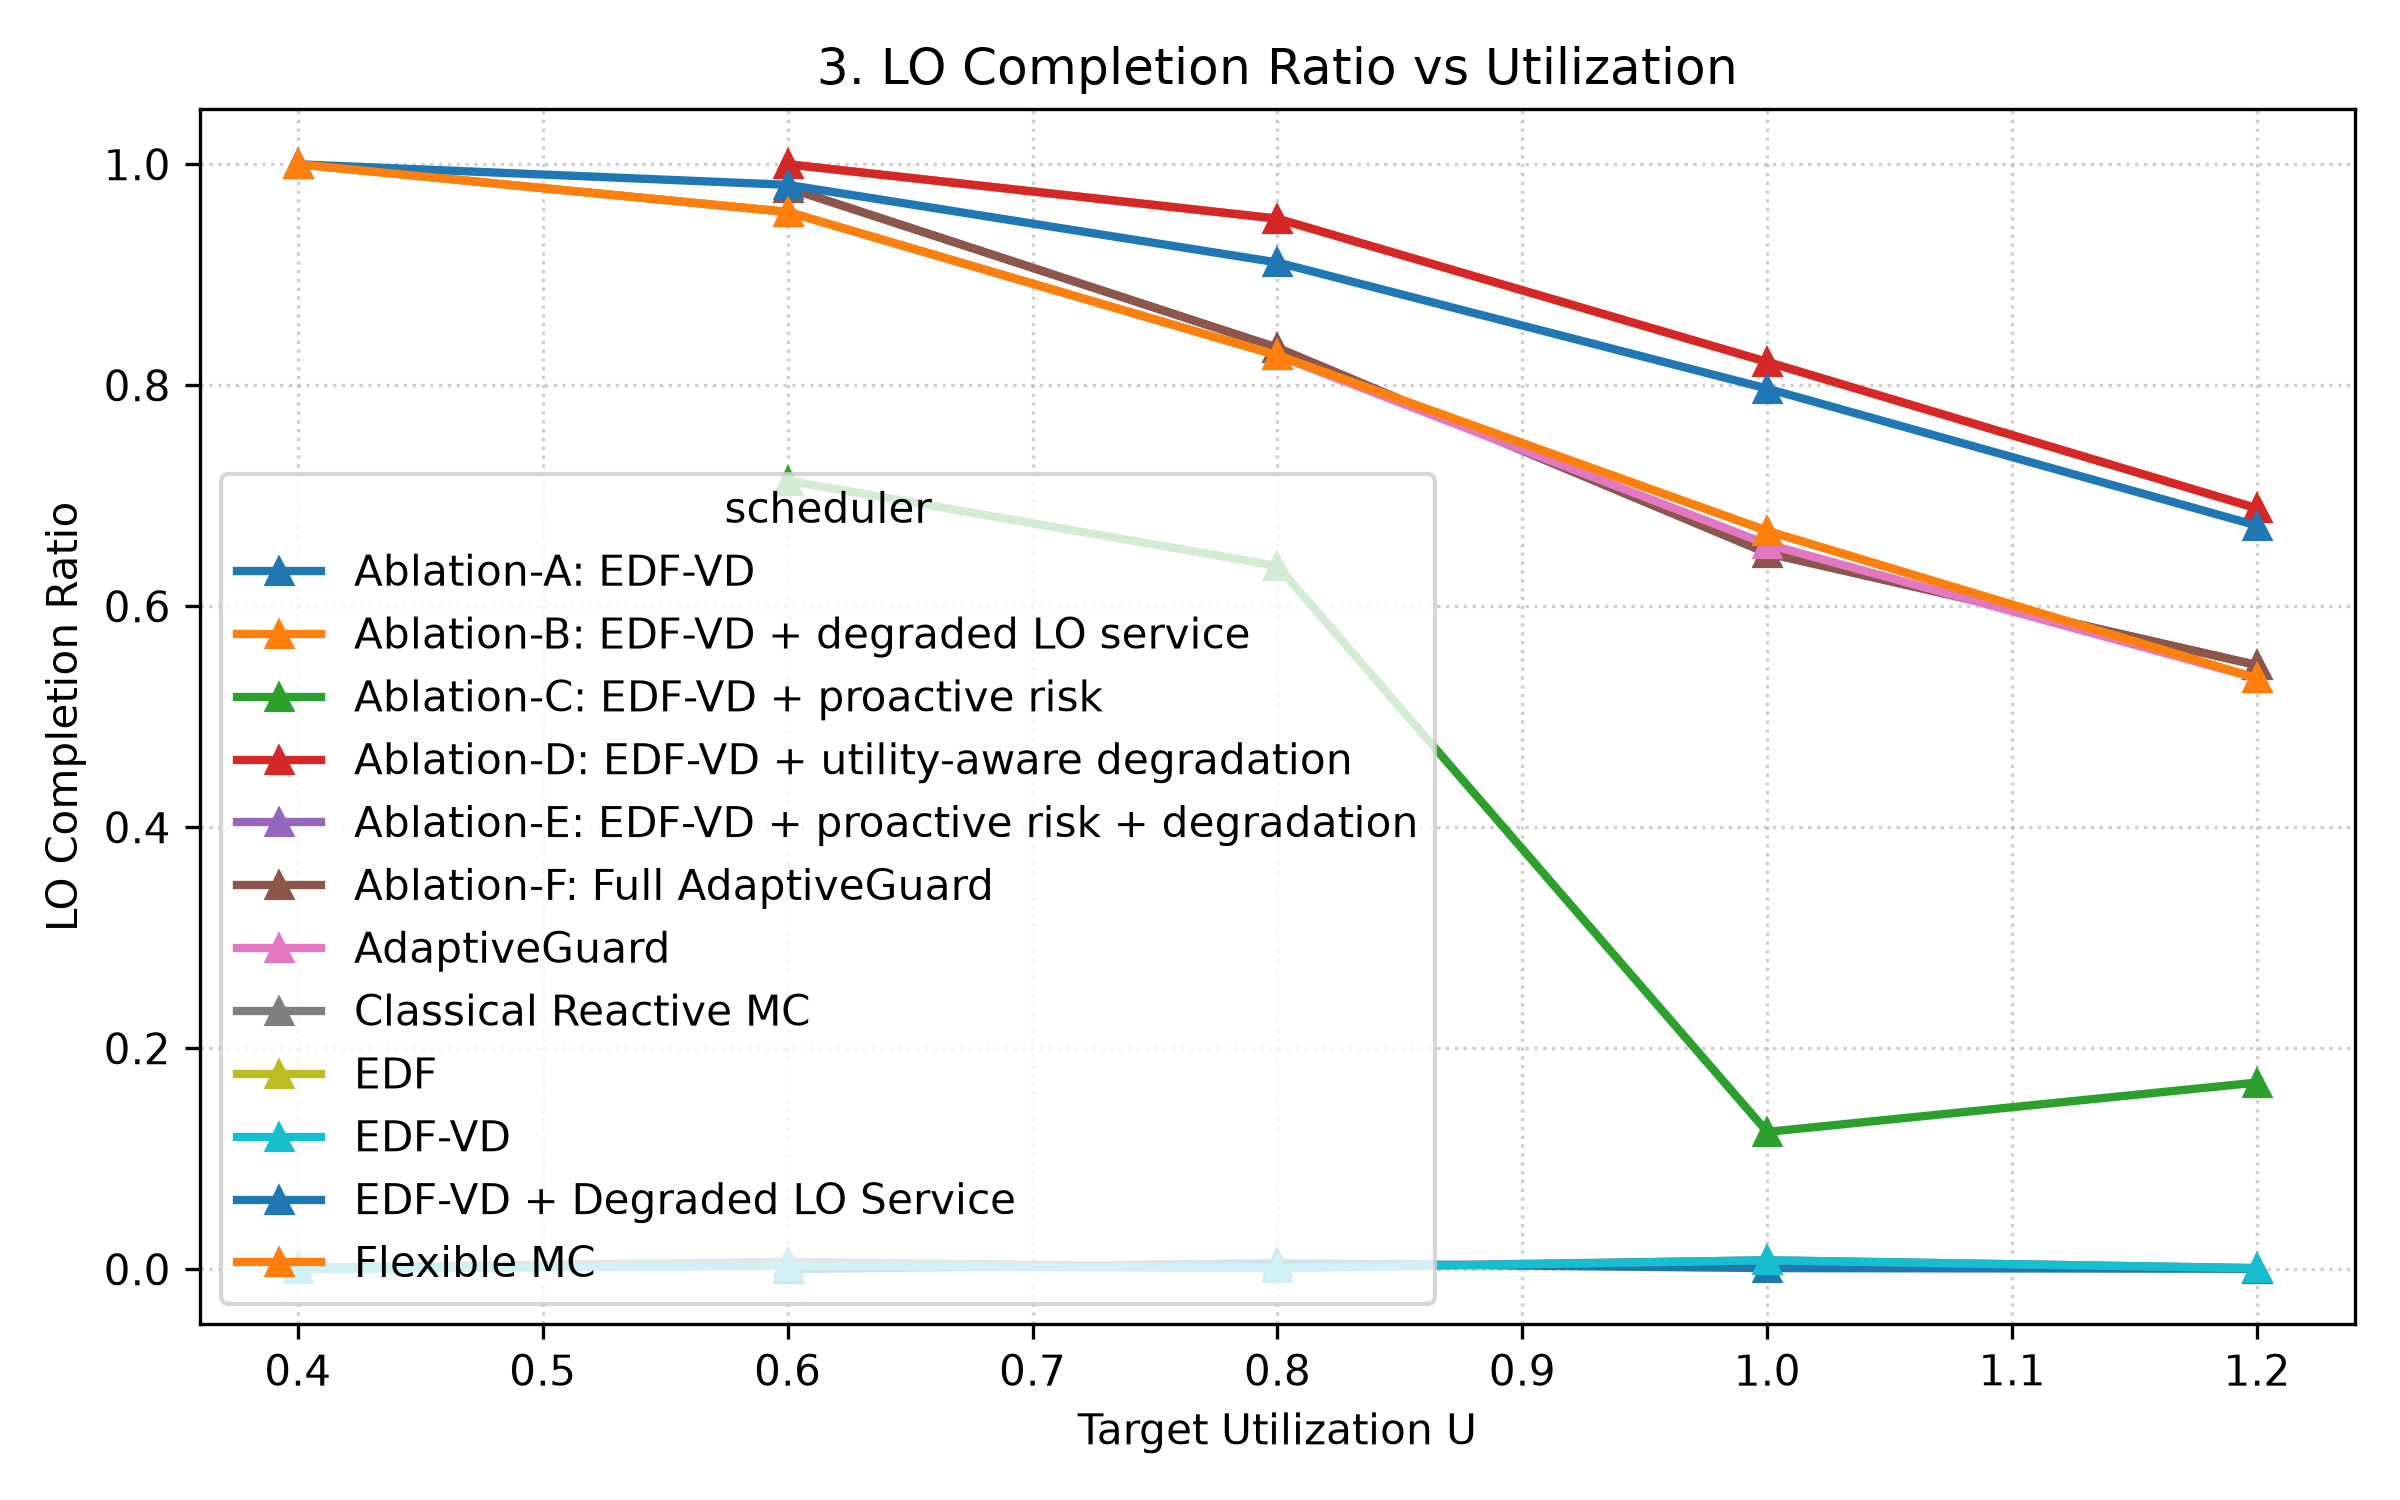 3. LO Completion Ratio vs Utilization
LO Completion Ratio
1.0
0.8
0.6
0.4
0.2
0.0
scheduler
Ablation-A: EDF-VD
Ablation-B: EDF-VD + degraded LO service
Ablation-C: EDF-VD + proactive risk
Ablation-D: EDF-VD + utility-aware degradation
Ablation-E: EDF-VD + proactive risk + degradation
Ablation-F: Full AdaptiveGuard
AdaptiveGuard
Classical Reactive MC
EDF
EDF-VD
EDF-VD + Degraded LO Service
Flexible MC
0.4 0.5 0.6 0.7 0.8 0.9 1.0 1.1 1.2
Target Utilization U